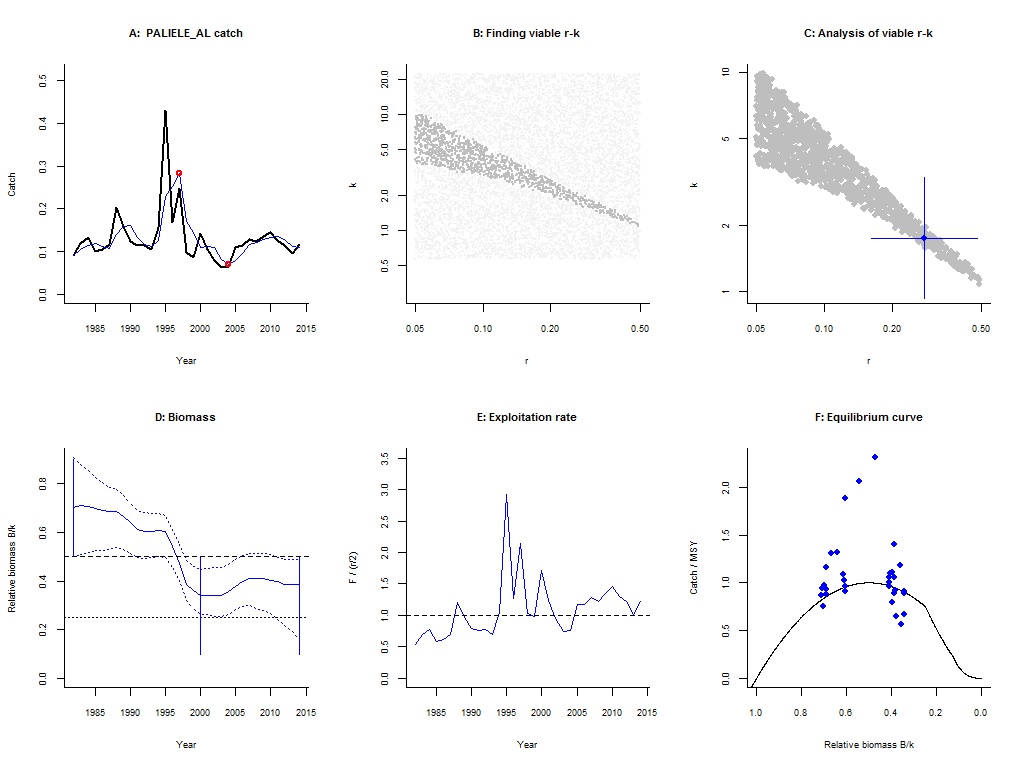 A: PALIELE_AL catch
B: Finding viable r-k
C: Analysis of viable r-k
Catch
0.0
0.1
0.2
0.3
0.4
0.5
1985 1990 1995 2000 2005 2010 2015
Year
k
0.5
1.0
2.0
5.0
10.0
20.0
0.05 0.10 0.20 0.50
r
k
1
2
5
10
0.05 0.10 0.20 0.50
r
D: Biomass
E: Exploitation rate
F: Equilibrium curve
Relative biomass B/k
0.0
0.2
0.4
0.6
0.8
1985 1990 1995 2000 2005 2010 2015
Year
F / (r/2)
0.0
0.5
1.0
1.5
2.0
2.5
3.0
3.5
1985 1990 1995 2000 2005 2010 2015
Year
Catch / MSY
0.0
0.5
1.0
1.5
2.0
1.0 0.8 0.6 0.4 0.2 0.0
Relative biomass B/k